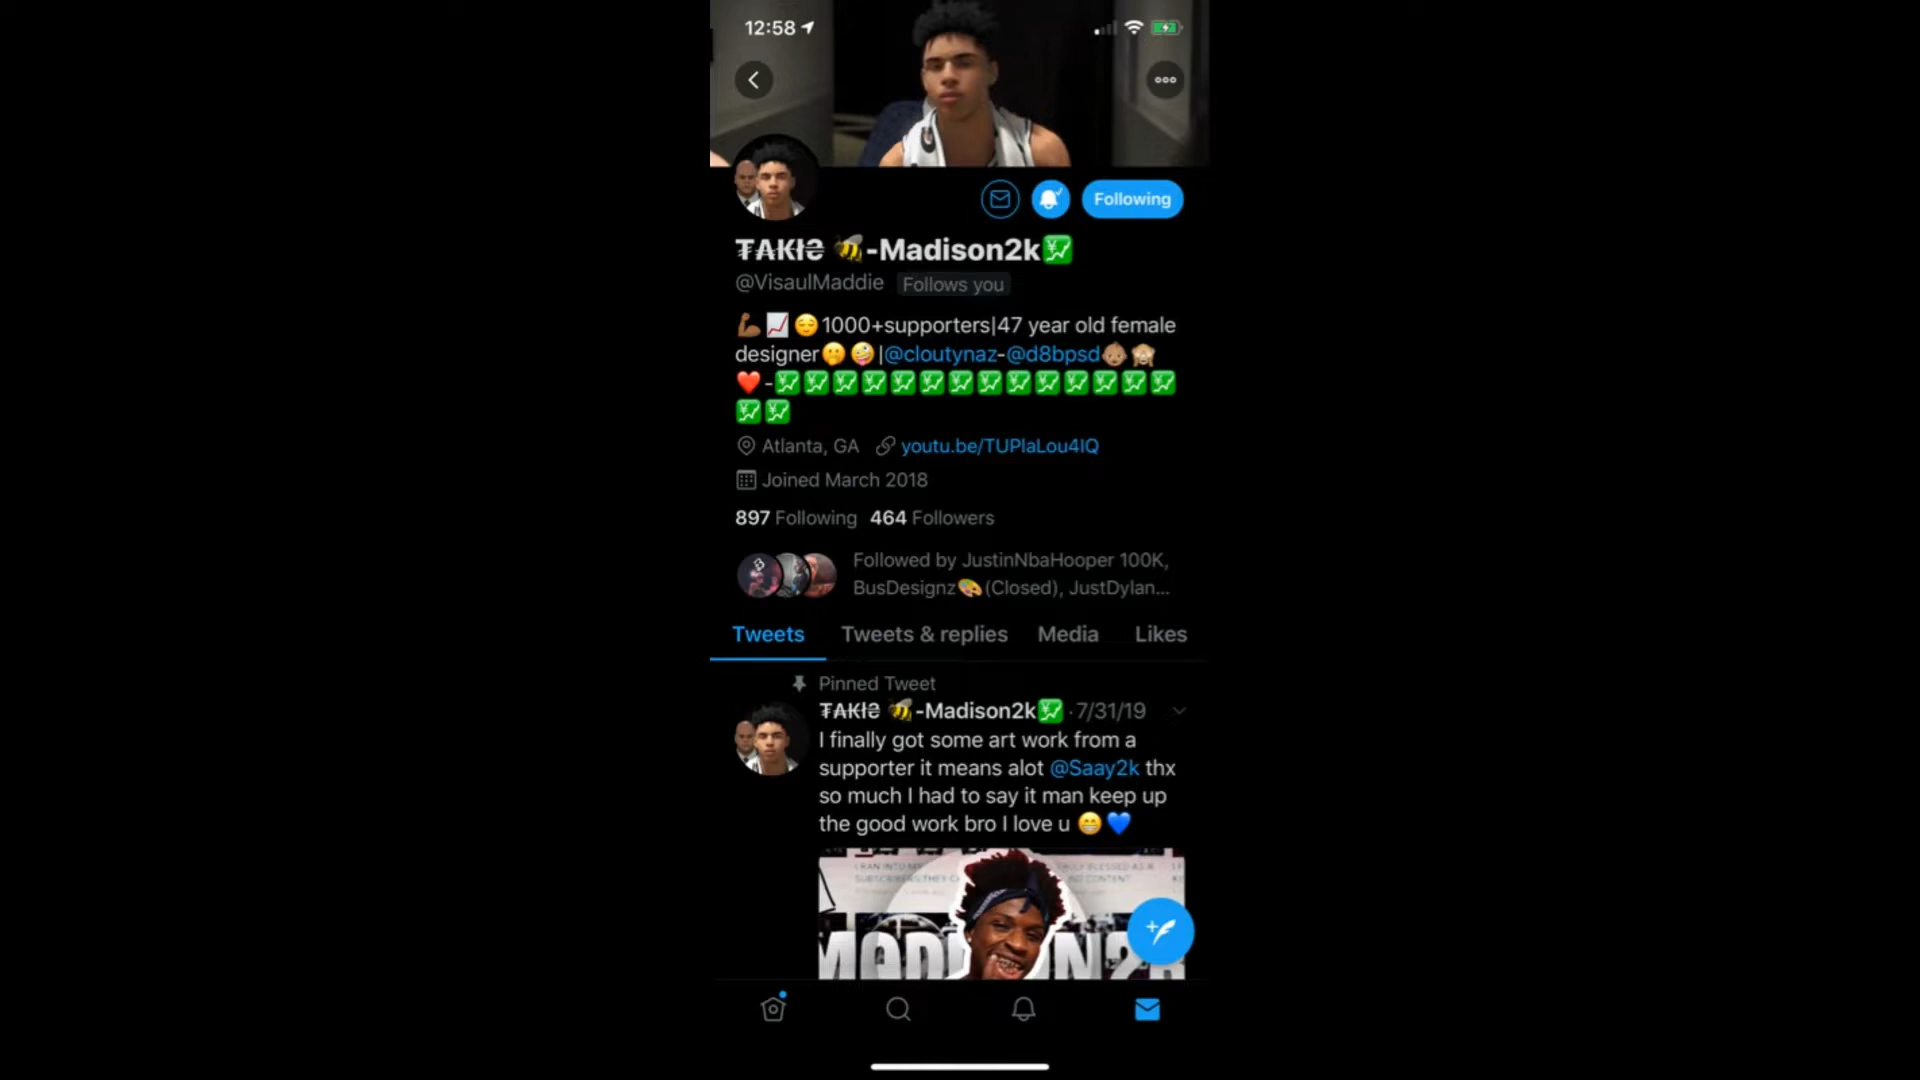 12:58
₮₳₭ł₴ 🐝-Madison2k💹
@VisaulMaddie Follows you
💪🏾📈😌1000+supporters|47 year old female
designer🤭🤪|@cloutynaz-@d8bpsd👶🏽🙈
❤️-💹💹💹💹💹💹💹💹💹💹💹💹💹💹
💹💹
Atlanta, GA youtu.be/TUPlaLou4IQ
Joined March 2018
897 Following 464 Followers
Followed by JustinNbaHooper 100K,
BusDesignz🎨(Closed), JustDylan...
Following
Tweets Tweets & replies Media Likes
Pinned Tweet
₮₳₭ł₴ 🐝-Madison2k💹 · 7/31/19
I finally got some art work from a
supporter it means alot @Saay2k thx
so much I had to say it man keep up
the good work bro I love u 😁💙